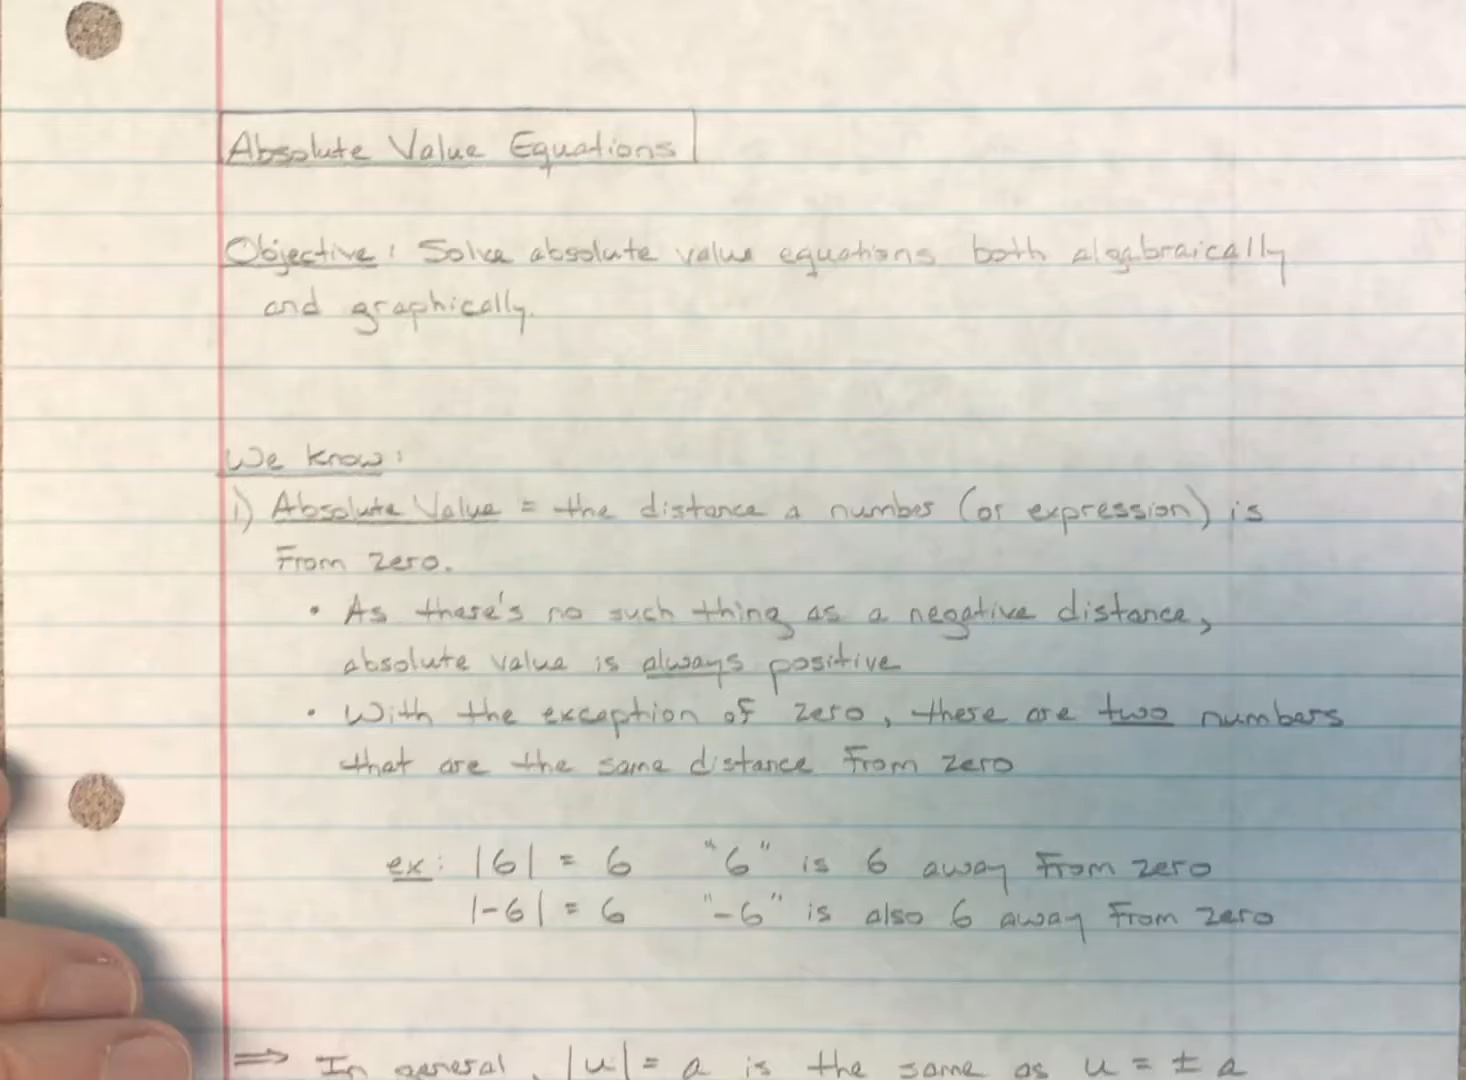 Absolute Value Equations
Objective: Solve absolute value equations both algebraically
and graphically.
We know:
1) Absolute Value = the distance a number (or expression) is
from zero.
• As there's no such thing as a negative distance,
absolute value is always positive
• With the exception of zero, there are two numbers
that are the same distance from zero
ex: |6| = 6 "6" is 6 away from zero
|-6| = 6 "-6" is also 6 away from zero
⇒ In general, |u| = a is the same as u = ± a